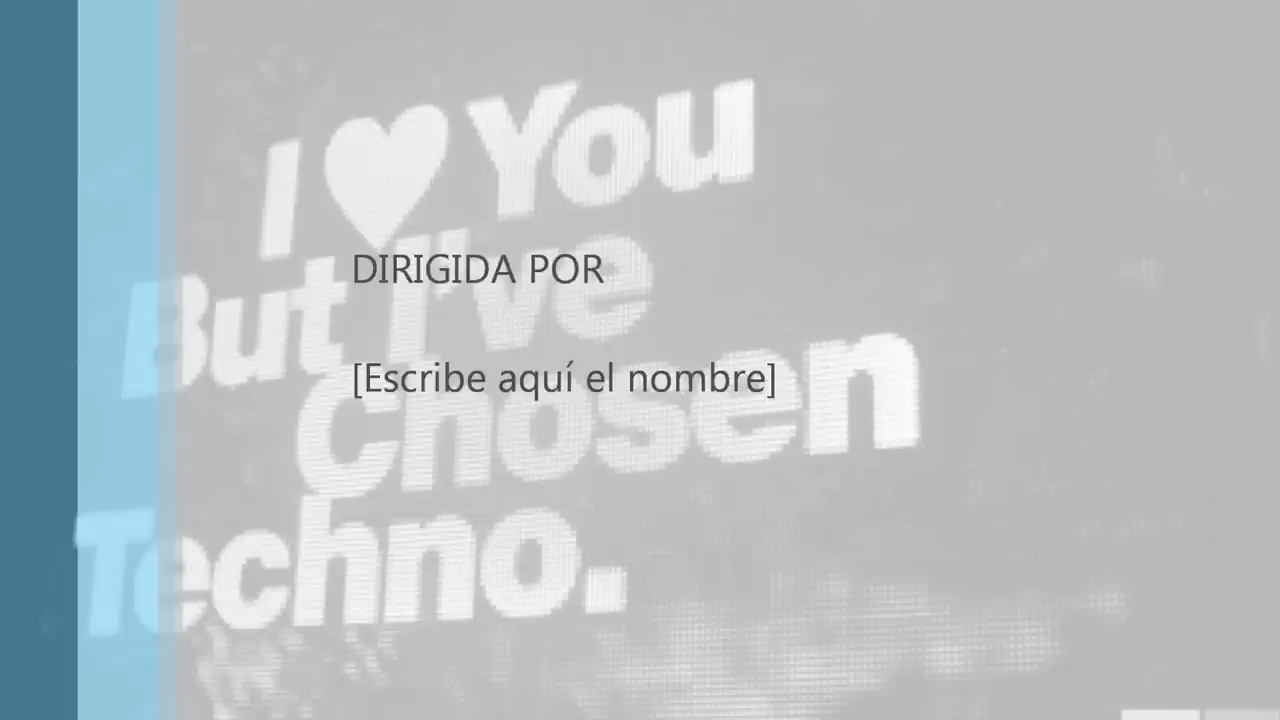 I ♥ You
But I've
Chosen
Techno.
DIRIGIDA POR
[Escribe aquí el nombre]